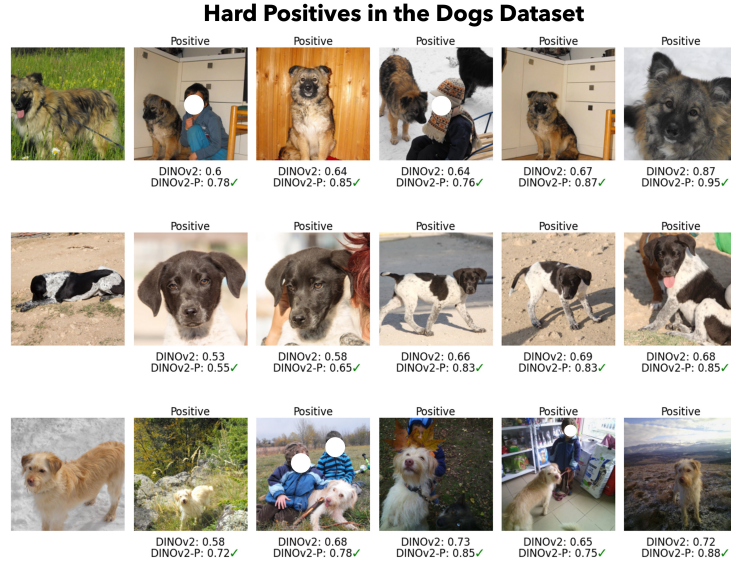 Hard Positives in the Dogs Dataset
Positive Positive Positive Positive Positive
DINOv2: 0.6 DINOv2: 0.64 DINOv2: 0.64 DINOv2: 0.67 DINOv2: 0.87
DINOv2-P: 0.78✓ DINOv2-P: 0.85✓ DINOv2-P: 0.76✓ DINOv2-P: 0.87✓ DINOv2-P: 0.95✓
Positive Positive Positive Positive Positive
DINOv2: 0.53 DINOv2: 0.58 DINOv2: 0.66 DINOv2: 0.69 DINOv2: 0.68
DINOv2-P: 0.55✓ DINOv2-P: 0.65✓ DINOv2-P: 0.83✓ DINOv2-P: 0.83✓ DINOv2-P: 0.85✓
Positive Positive Positive Positive Positive
DINOv2: 0.58 DINOv2: 0.68 DINOv2: 0.73 DINOv2: 0.65 DINOv2: 0.72
DINOv2-P: 0.72✓ DINOv2-P: 0.78✓ DINOv2-P: 0.85✓ DINOv2-P: 0.75✓ DINOv2-P: 0.88✓